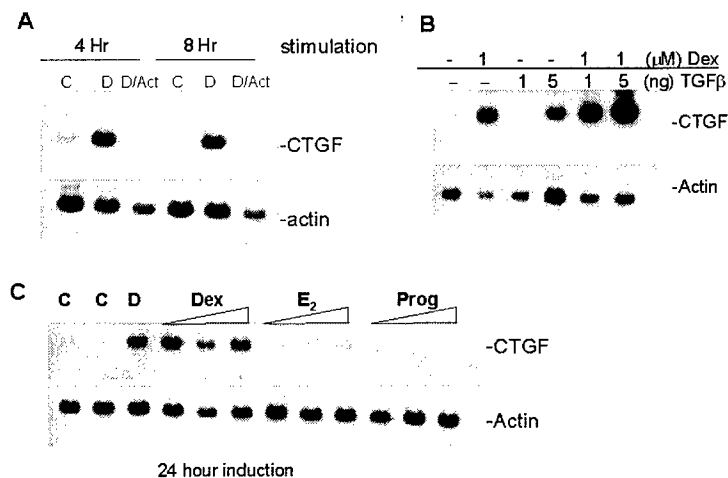 A
4 Hr 8 Hr stimulation
C D D/Act C D D/Act
-CTGF
-actin
B
- 1 - - 1 1 (μM) Dex
- - 1 5 1 5 (ng) TGFβ
-CTGF
-Actin
C
C C D Dex E2 Prog
-CTGF
-Actin
24 hour induction